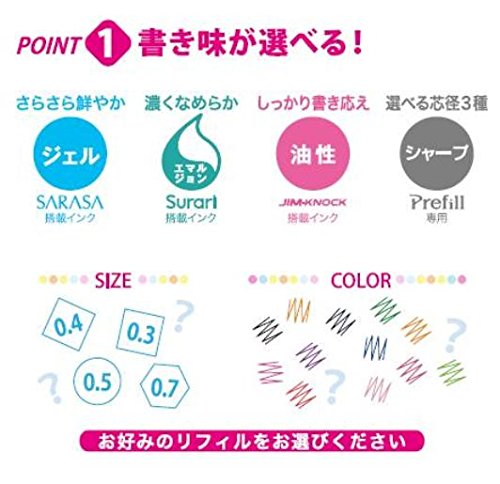 POINT 1 書き味が選べる！
さらさら鮮やか
ジェル
SARASA
搭載インク
濃くなめらか
エマル
ジョン
Surari
搭載インク
しっかり書き応え
油性
JIM-KNOCK
搭載インク
選べる芯径3種
シャープ
Prefill
専用
SIZE
0.4
0.3
?
?
0.5
0.7
COLOR
?
?
お好みのリフィルをお選びください